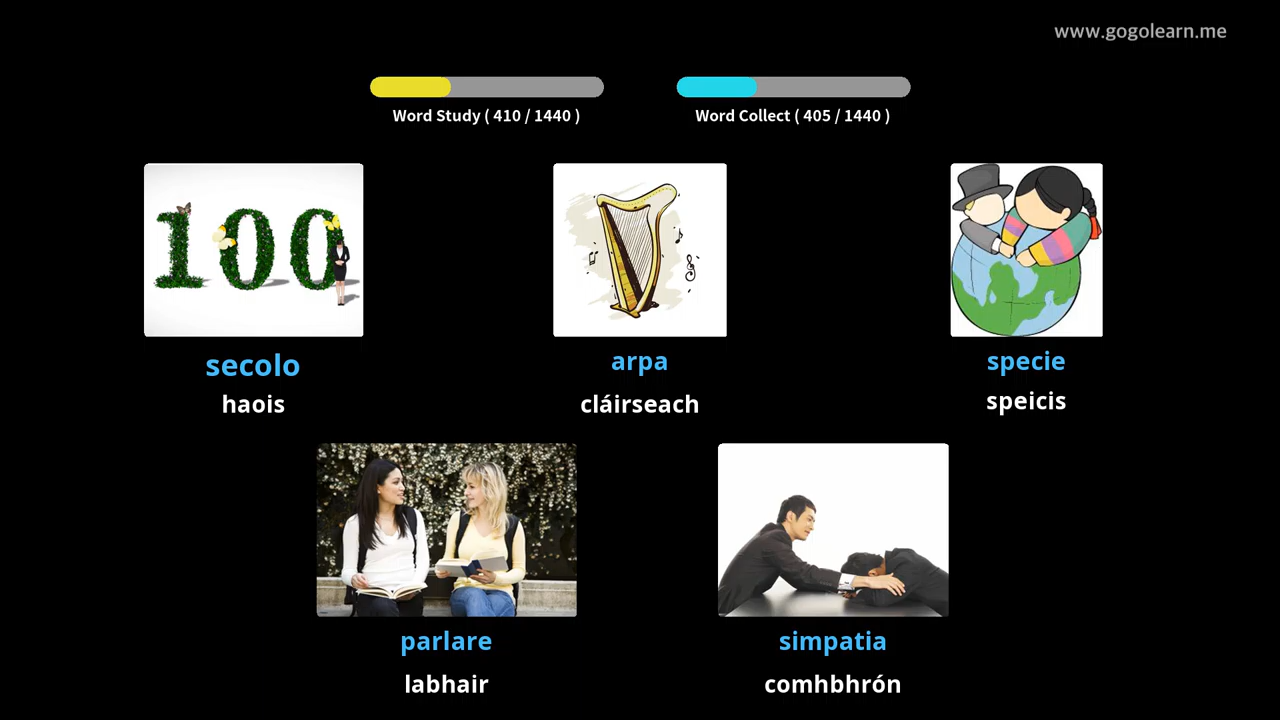 www.gogolearn.me
Word Study ( 410 / 1440 )
Word Collect ( 405 / 1440 )
100
secolo
haois
arpa
cláirseach
specie
speicis
parlare
labhair
simpatia
comhbhrón